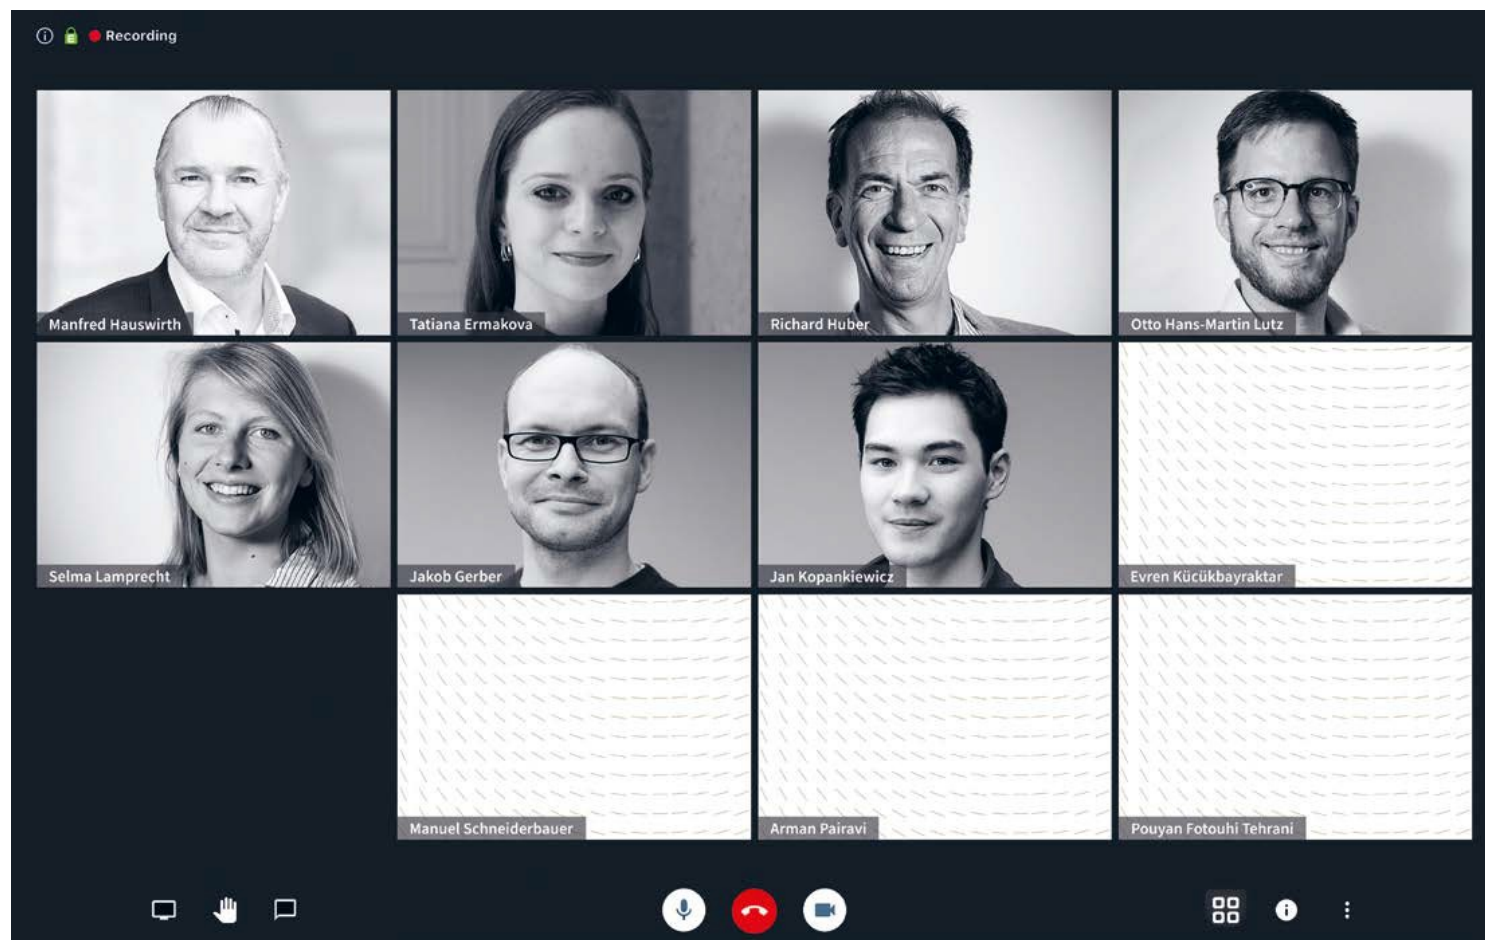 Recording
Manfred Hauswirth
Tatiana Ermakova
Richard Huber
Otto Hans-Martin Lutz
Selma Lamprecht
Jakob Gerber
Jan Kopankiewicz
Evren Kücükbayraktar
Manuel Schneiderbauer
Arman Pairavi
Pouyan Fotouhi Tehrani